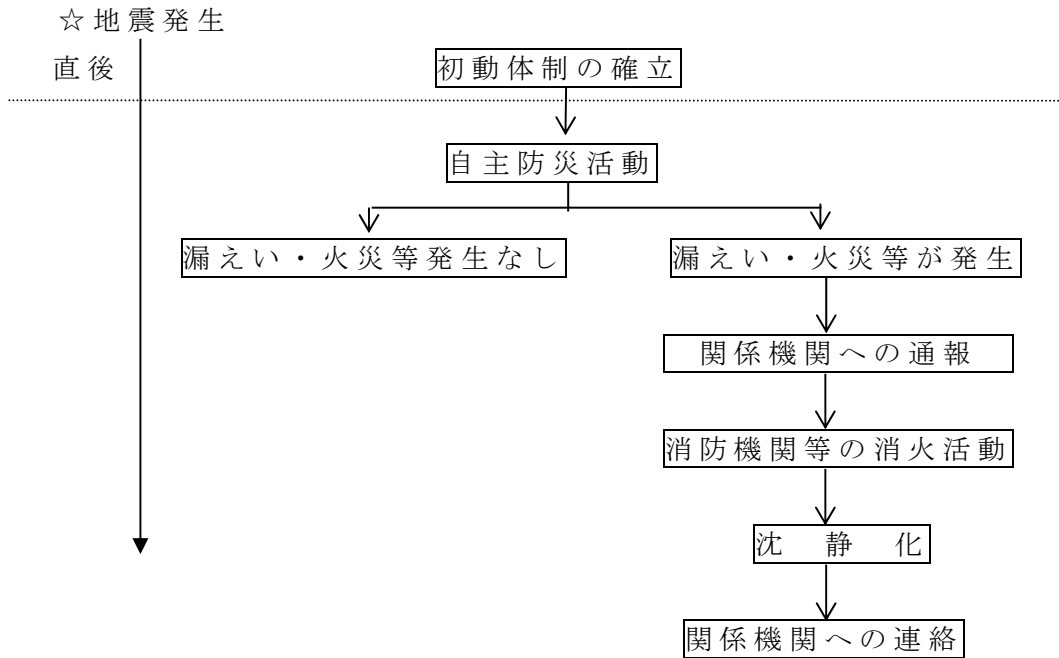 ☆地震発生
直後
初動体制の確立
自主防災活動
漏えい・火災等発生なし
漏えい・火災等が発生
関係機関への通報
消防機関等の消火活動
沈静化
関係機関への連絡